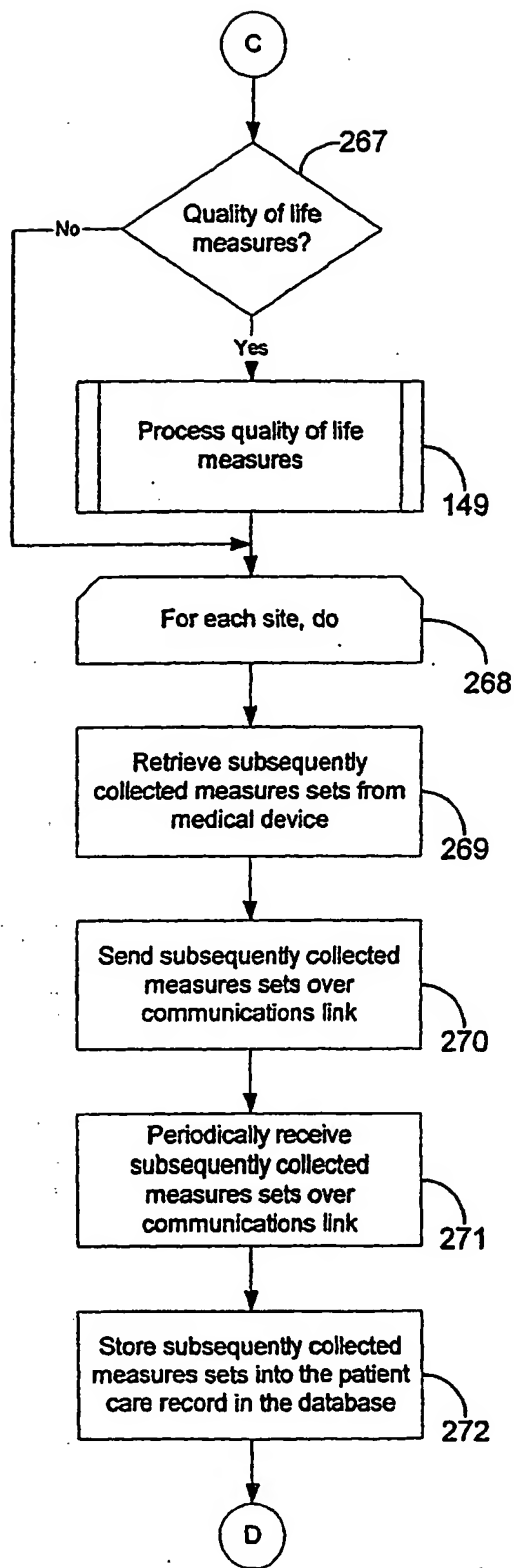 C
267
Quality of life
measures?
No
Yes
Process quality of life
measures
149
For each site, do
268
Retrieve subsequently
collected measures sets from
medical device
269
Send subsequently collected
measures sets over
communications link
270
Periodically receive
subsequently collected
measures sets over
communications link
271
Store subsequently collected
measures sets into the patient
care record in the database
272
D